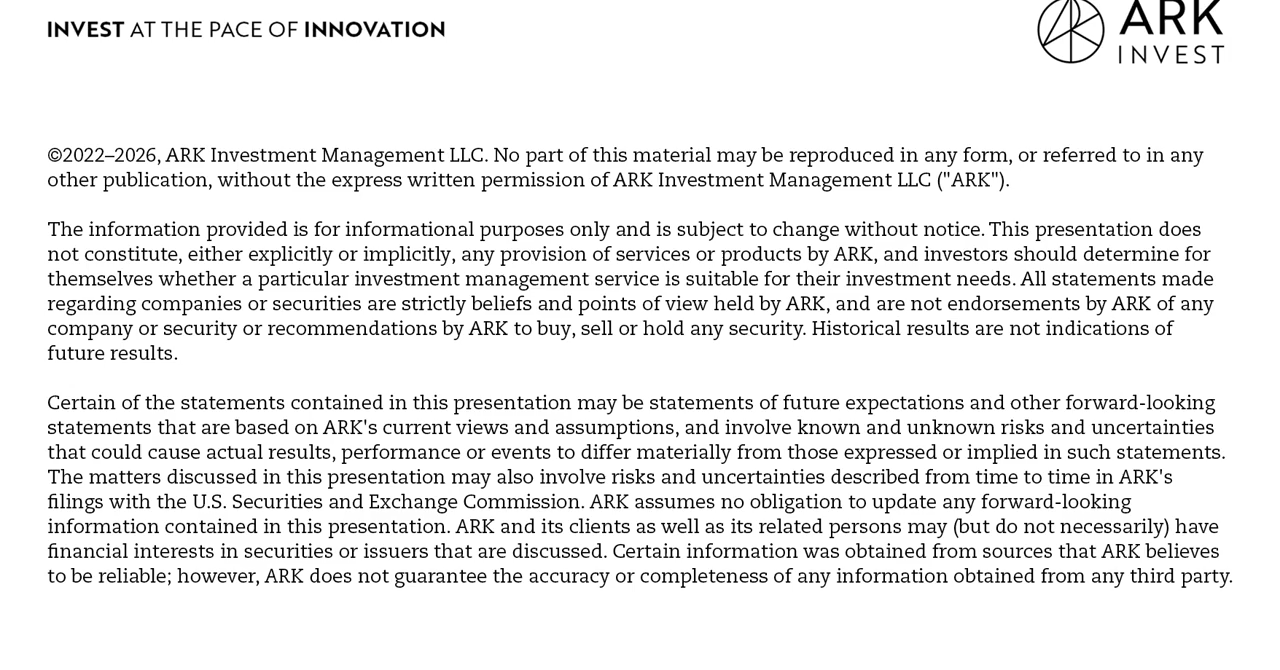 INVEST AT THE PACE OF INNOVATION
ARK
INVEST
©2022–2026, ARK Investment Management LLC. No part of this material may be reproduced in any form, or referred to in any
other publication, without the express written permission of ARK Investment Management LLC ("ARK").
The information provided is for informational purposes only and is subject to change without notice. This presentation does
not constitute, either explicitly or implicitly, any provision of services or products by ARK, and investors should determine for
themselves whether a particular investment management service is suitable for their investment needs. All statements made
regarding companies or securities are strictly beliefs and points of view held by ARK, and are not endorsements by ARK of any
company or security or recommendations by ARK to buy, sell or hold any security. Historical results are not indications of
future results.
Certain of the statements contained in this presentation may be statements of future expectations and other forward-looking
statements that are based on ARK's current views and assumptions, and involve known and unknown risks and uncertainties
that could cause actual results, performance or events to differ materially from those expressed or implied in such statements.
The matters discussed in this presentation may also involve risks and uncertainties described from time to time in ARK's
filings with the U.S. Securities and Exchange Commission. ARK assumes no obligation to update any forward-looking
information contained in this presentation. ARK and its clients as well as its related persons may (but do not necessarily) have
financial interests in securities or issuers that are discussed. Certain information was obtained from sources that ARK believes
to be reliable; however, ARK does not guarantee the accuracy or completeness of any information obtained from any third party.